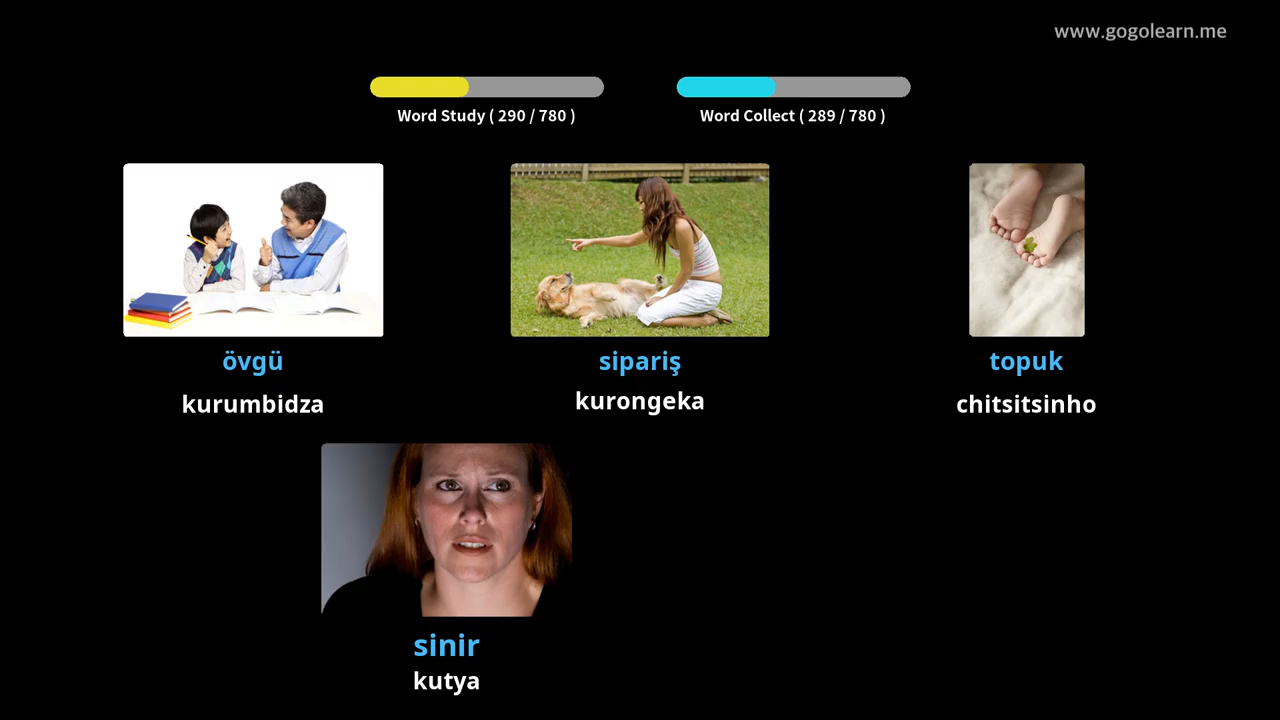 www.gogolearn.me
Word Study ( 290 / 780 )
Word Collect ( 289 / 780 )
övgü
kurumbidza
sipariş
kurongeka
topuk
chitsitsinho
sinir
kutya